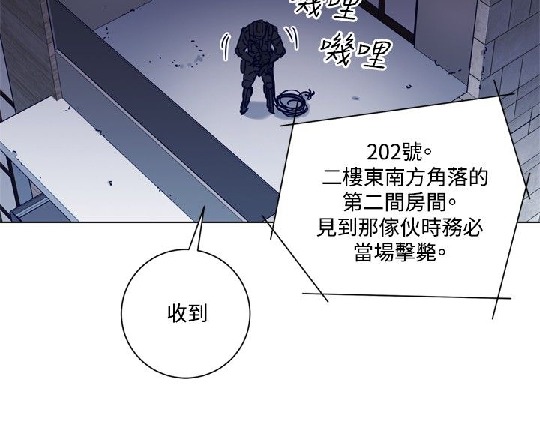 嘰哩
嘰哩
202號。
二樓東南方角落的
第二間房間。
見到那傢伙時務必
當場擊斃。
收到